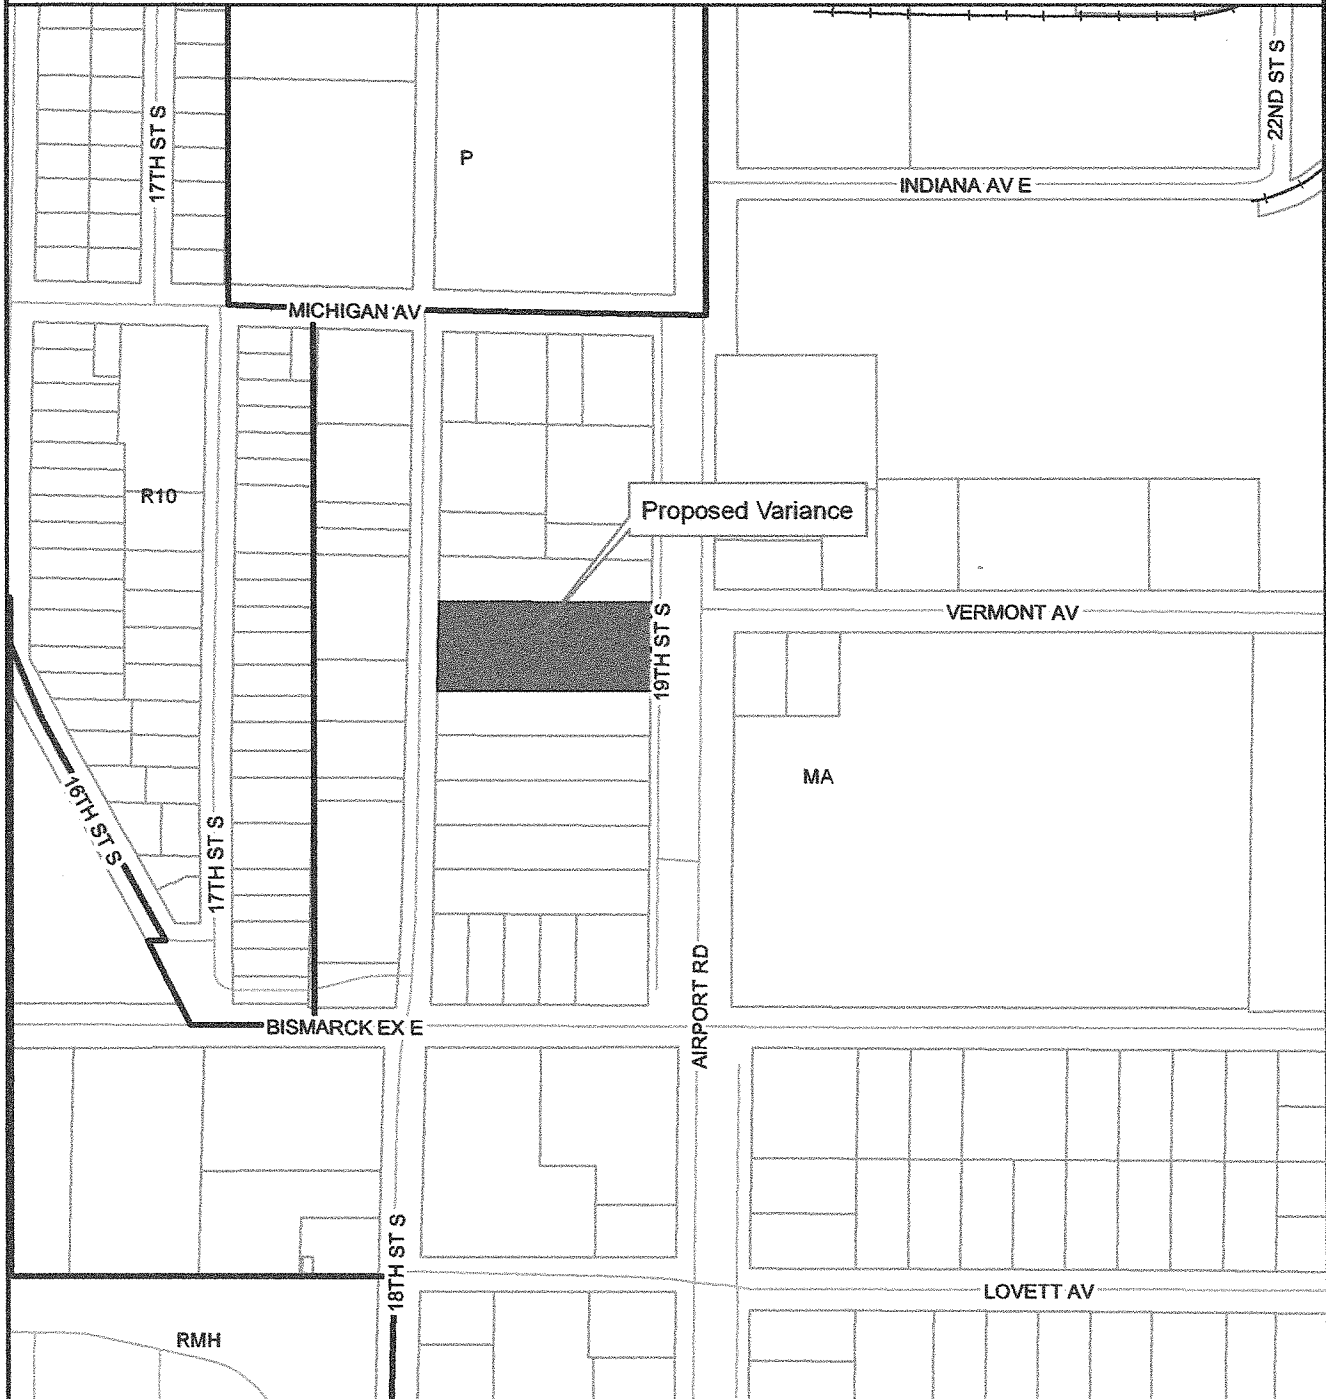 22ND ST S
17TH ST S
P
INDIANA AV E
MICHIGAN AV
R10
Proposed Variance
19TH ST S
VERMONT AV
MA
16TH ST S
17TH ST S
AIRPORT RD
BISMARCK EX E
18TH ST S
LOVETT AV
RMH